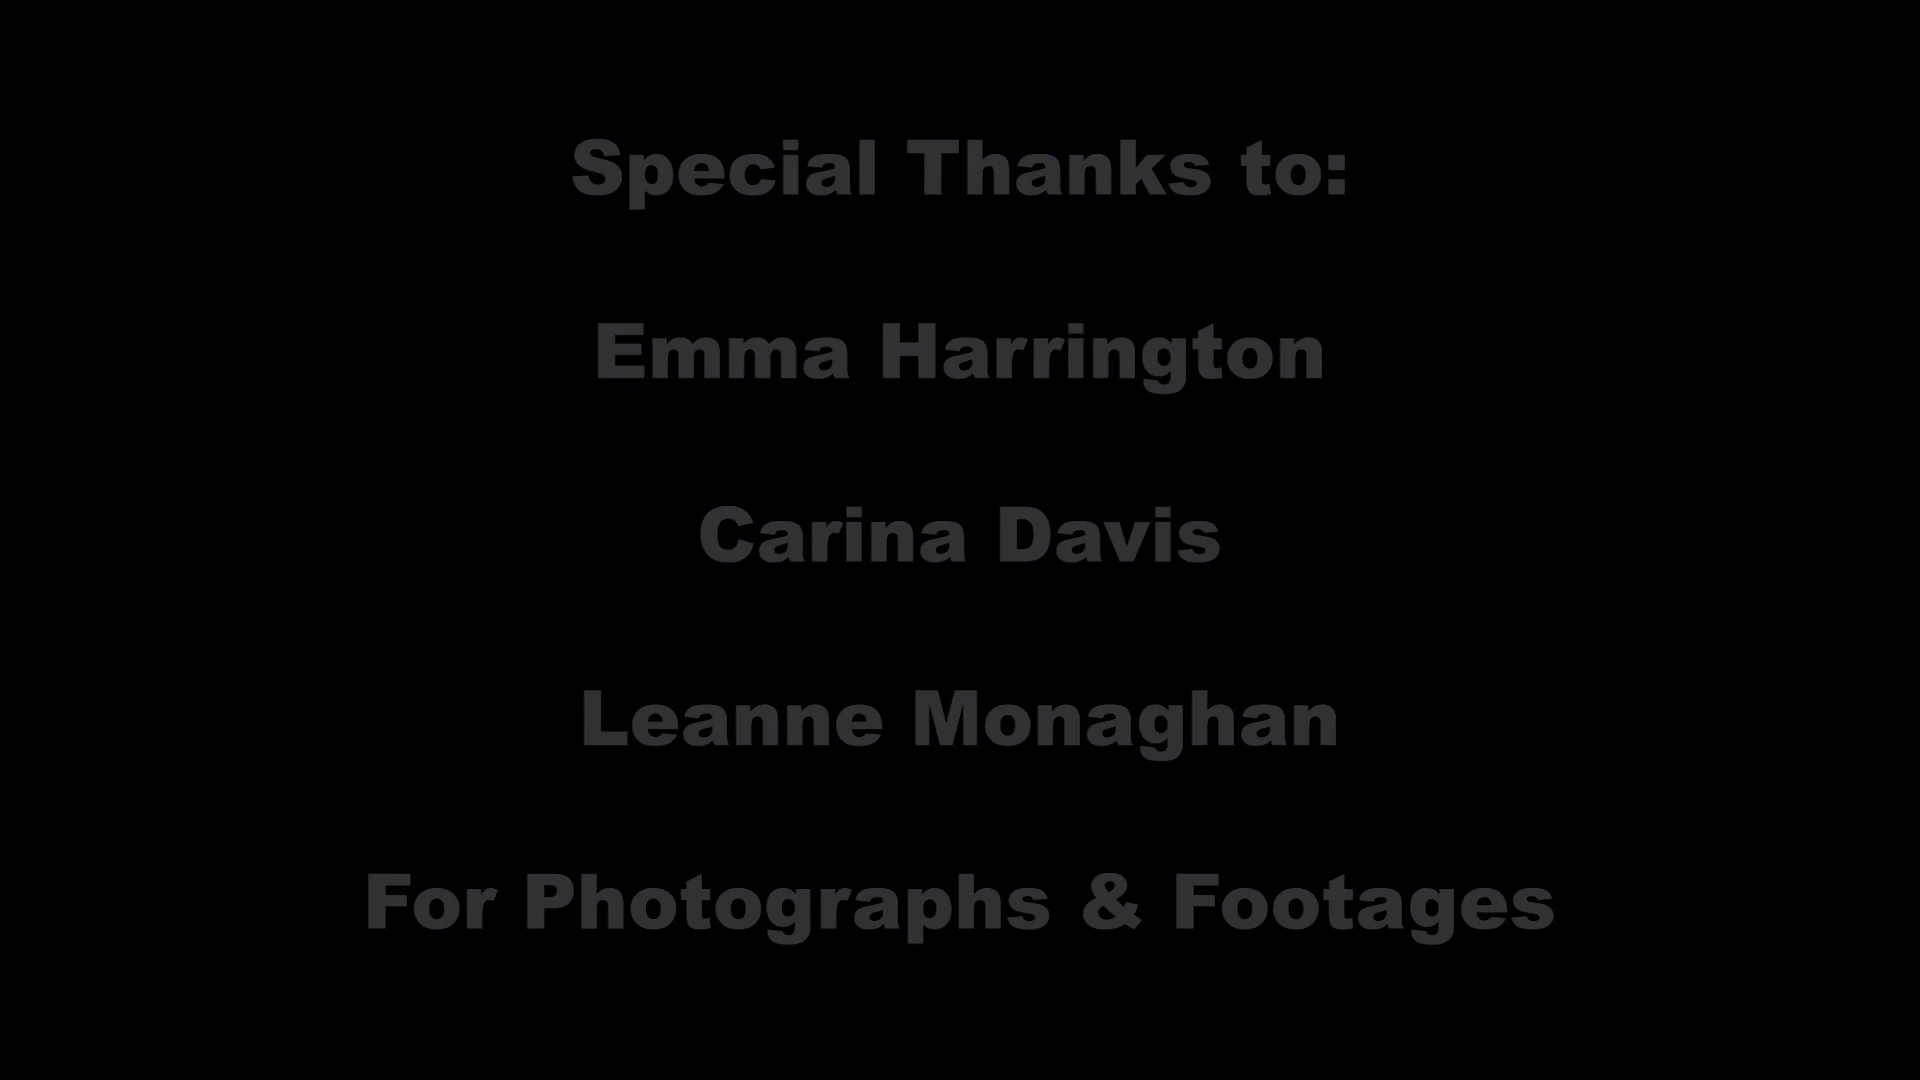 Special Thanks to:
Emma Harrington
Carina Davis
Leanne Monaghan
For Photographs & Footages